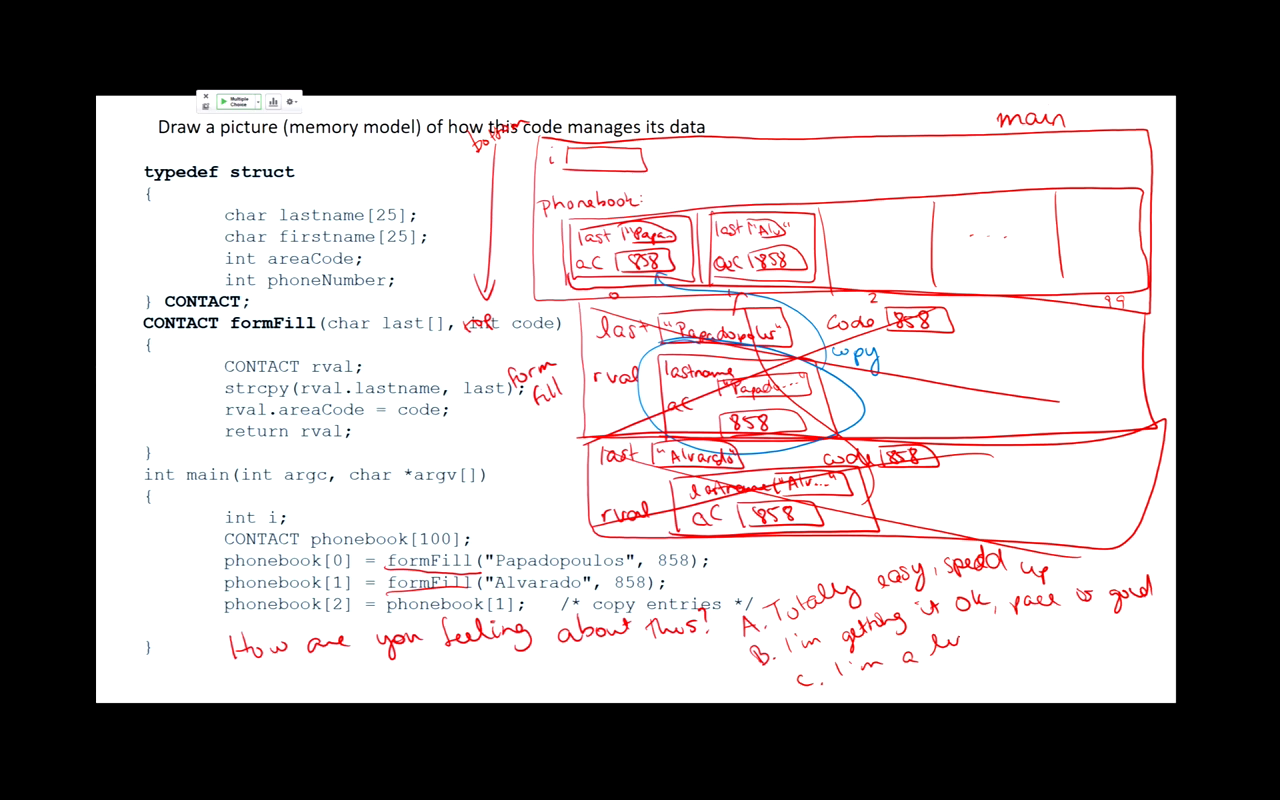 Multiple
Choice
Draw a picture (memory model) of how this code manages its data
bottom
main
typedef struct
{
char lastname[25];
char firstname[25];
int areaCode;
int phoneNumber;
} CONTACT;
CONTACT formFill(char last[], int code)
{
CONTACT rval;
strcpy(rval.lastname, last);
rval.areaCode = code;
return rval;
}
int main(int argc, char *argv[])
{
int i;
CONTACT phonebook[100];
phonebook[0] = formFill("Papadopoulos", 858);
phonebook[1] = formFill("Alvarado", 858);
phonebook[2] = phonebook[1]; /* copy entries */
}
i
phonebook:
last "Papa
aC 858
last "Alv"
aC 858
....
0 1 2 99
top
form
fill
last "Papadopolus" code 858
copy
rval lastname "Papado...."
aC 858
last "Alvarado" code 858
rval lastname "Alv..."
aC 858
How are you feeling about this?
A. Totally easy, speed up
B. I'm getting it OK, pace is good
C. I'm a